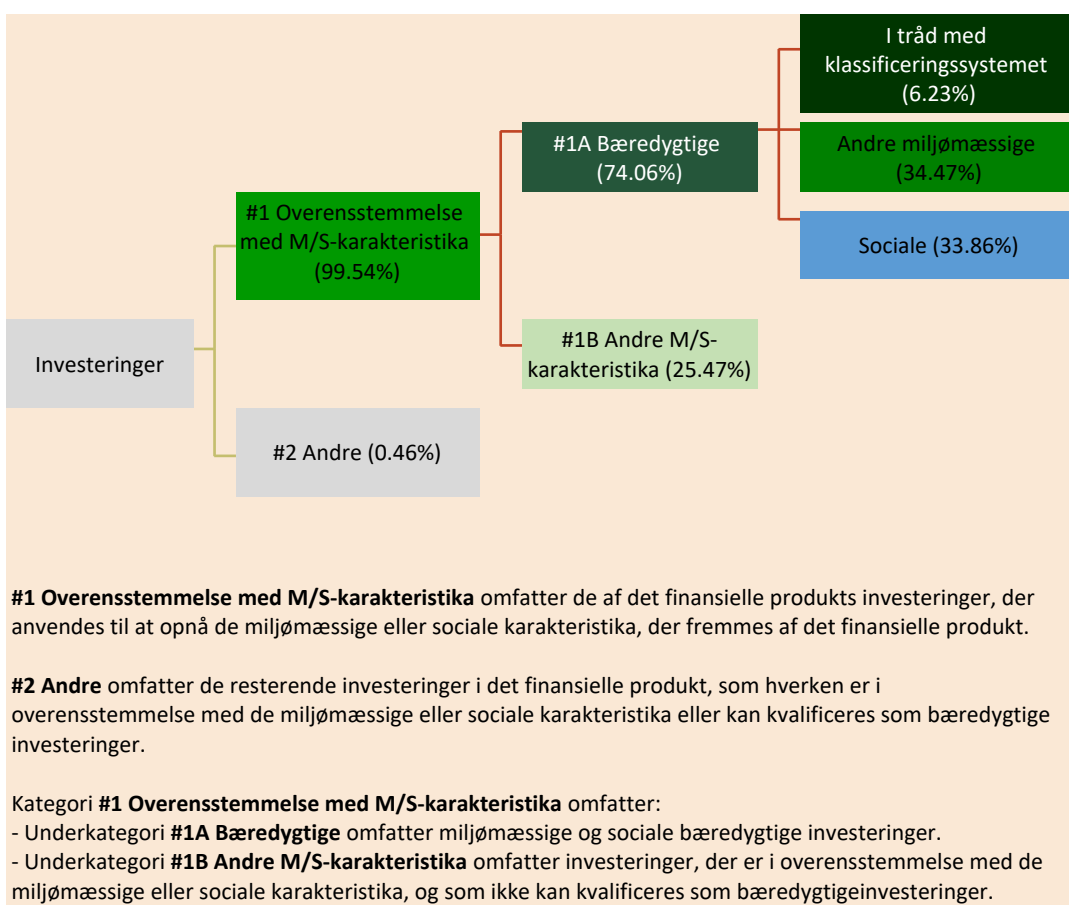 I tråd med
klassificeringssystemet
(6.23%)
#1A Bæredygtige
(74.06%)
Andre miljømæssige
(34.47%)
#1 Overensstemmelse
med M/S-karakteristika
(99.54%)
Sociale (33.86%)
Investeringer
#1B Andre M/S-
karakteristika (25.47%)
#2 Andre (0.46%)
#1 Overensstemmelse med M/S-karakteristika omfatter de af det finansielle produkts investeringer, der
anvendes til at opnå de miljømæssige eller sociale karakteristika, der fremmes af det finansielle produkt.
#2 Andre omfatter de resterende investeringer i det finansielle produkt, som hverken er i
overensstemmelse med de miljømæssige eller sociale karakteristika eller kan kvalificeres som bæredygtige
investeringer.
Kategori #1 Overensstemmelse med M/S-karakteristika omfatter:
- Underkategori #1A Bæredygtige omfatter miljømæssige og sociale bæredygtige investeringer.
- Underkategori #1B Andre M/S-karakteristika omfatter investeringer, der er i overensstemmelse med de
miljømæssige eller sociale karakteristika, og som ikke kan kvalificeres som bæredygtigeinvesteringer.